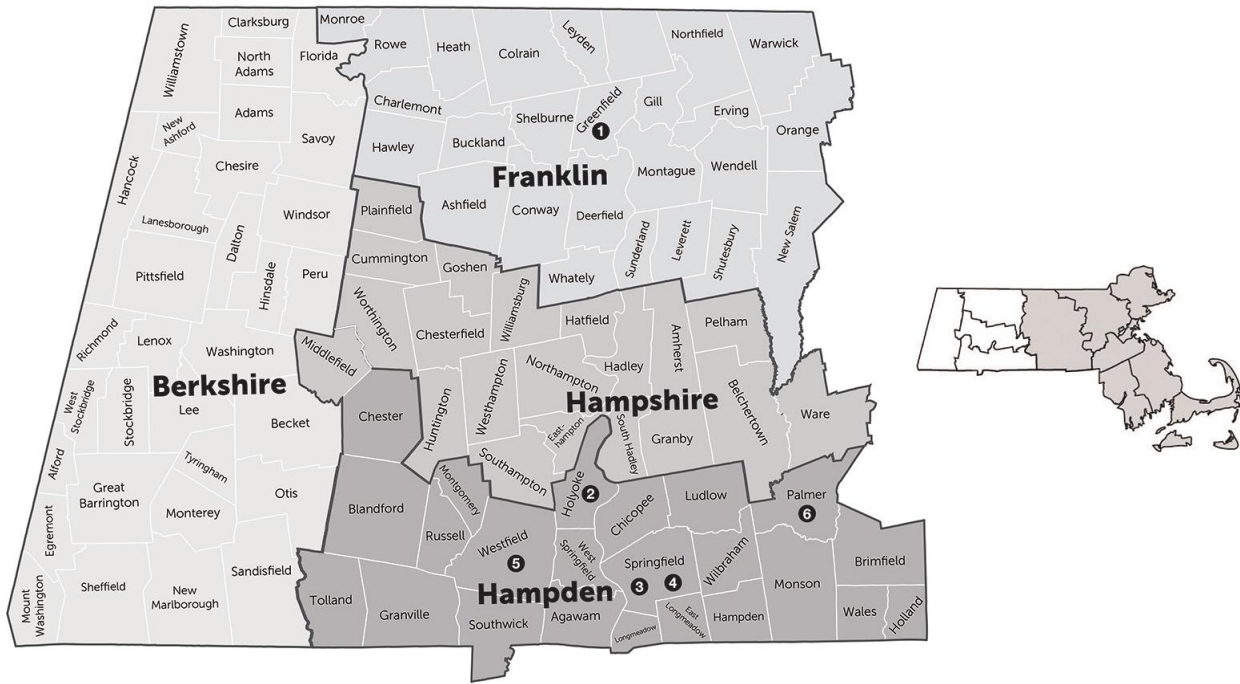 Monroe
Clarksburg
Williamstown
North
Adams
Florida
Rowe
Heath
Colrain
Leyden
Northfield
Warwick
Adams
New
Ashford
Savoy
Charlemont
Shelburne
Greenfield
1
Gill
Erving
Orange
Hancock
Chesire
Hawley
Buckland
Franklin
Montague
Wendell
Lanesborough
Dalton
Windsor
Plainfield
Ashfield
Conway
Deerfield
Sunderland
Leverett
Shutesbury
New Salem
Pittsfield
Hinsdale
Peru
Cummington
Goshen
Whately
Richmond
Lenox
Washington
Middlefield
Worthington
Chesterfield
Williamsburg
Hatfield
Hadley
Amherst
Pelham
Berkshire
West
Stockbridge
Stockbridge
Lee
Becket
Chester
Huntington
Westhampton
Northampton
Hampshire
East-
hampton
South Hadley
Granby
Belchertown
Ware
Alford
Great
Barrington
Tyringham
Monterey
Otis
Blandford
Montgomery
Southampton
Holyoke
2
Chicopee
Ludlow
Palmer
6
Egremont
Russell
Westfield
5
West
Springfield
Springfield
3
4
Wilbraham
Monson
Brimfield
Mount
Washington
Sheffield
New
Marlborough
Sandisfield
Tolland
Granville
Hampden
Southwick
Agawam
Longmeadow
East
Longmeadow
Hampden
Wales
Holland